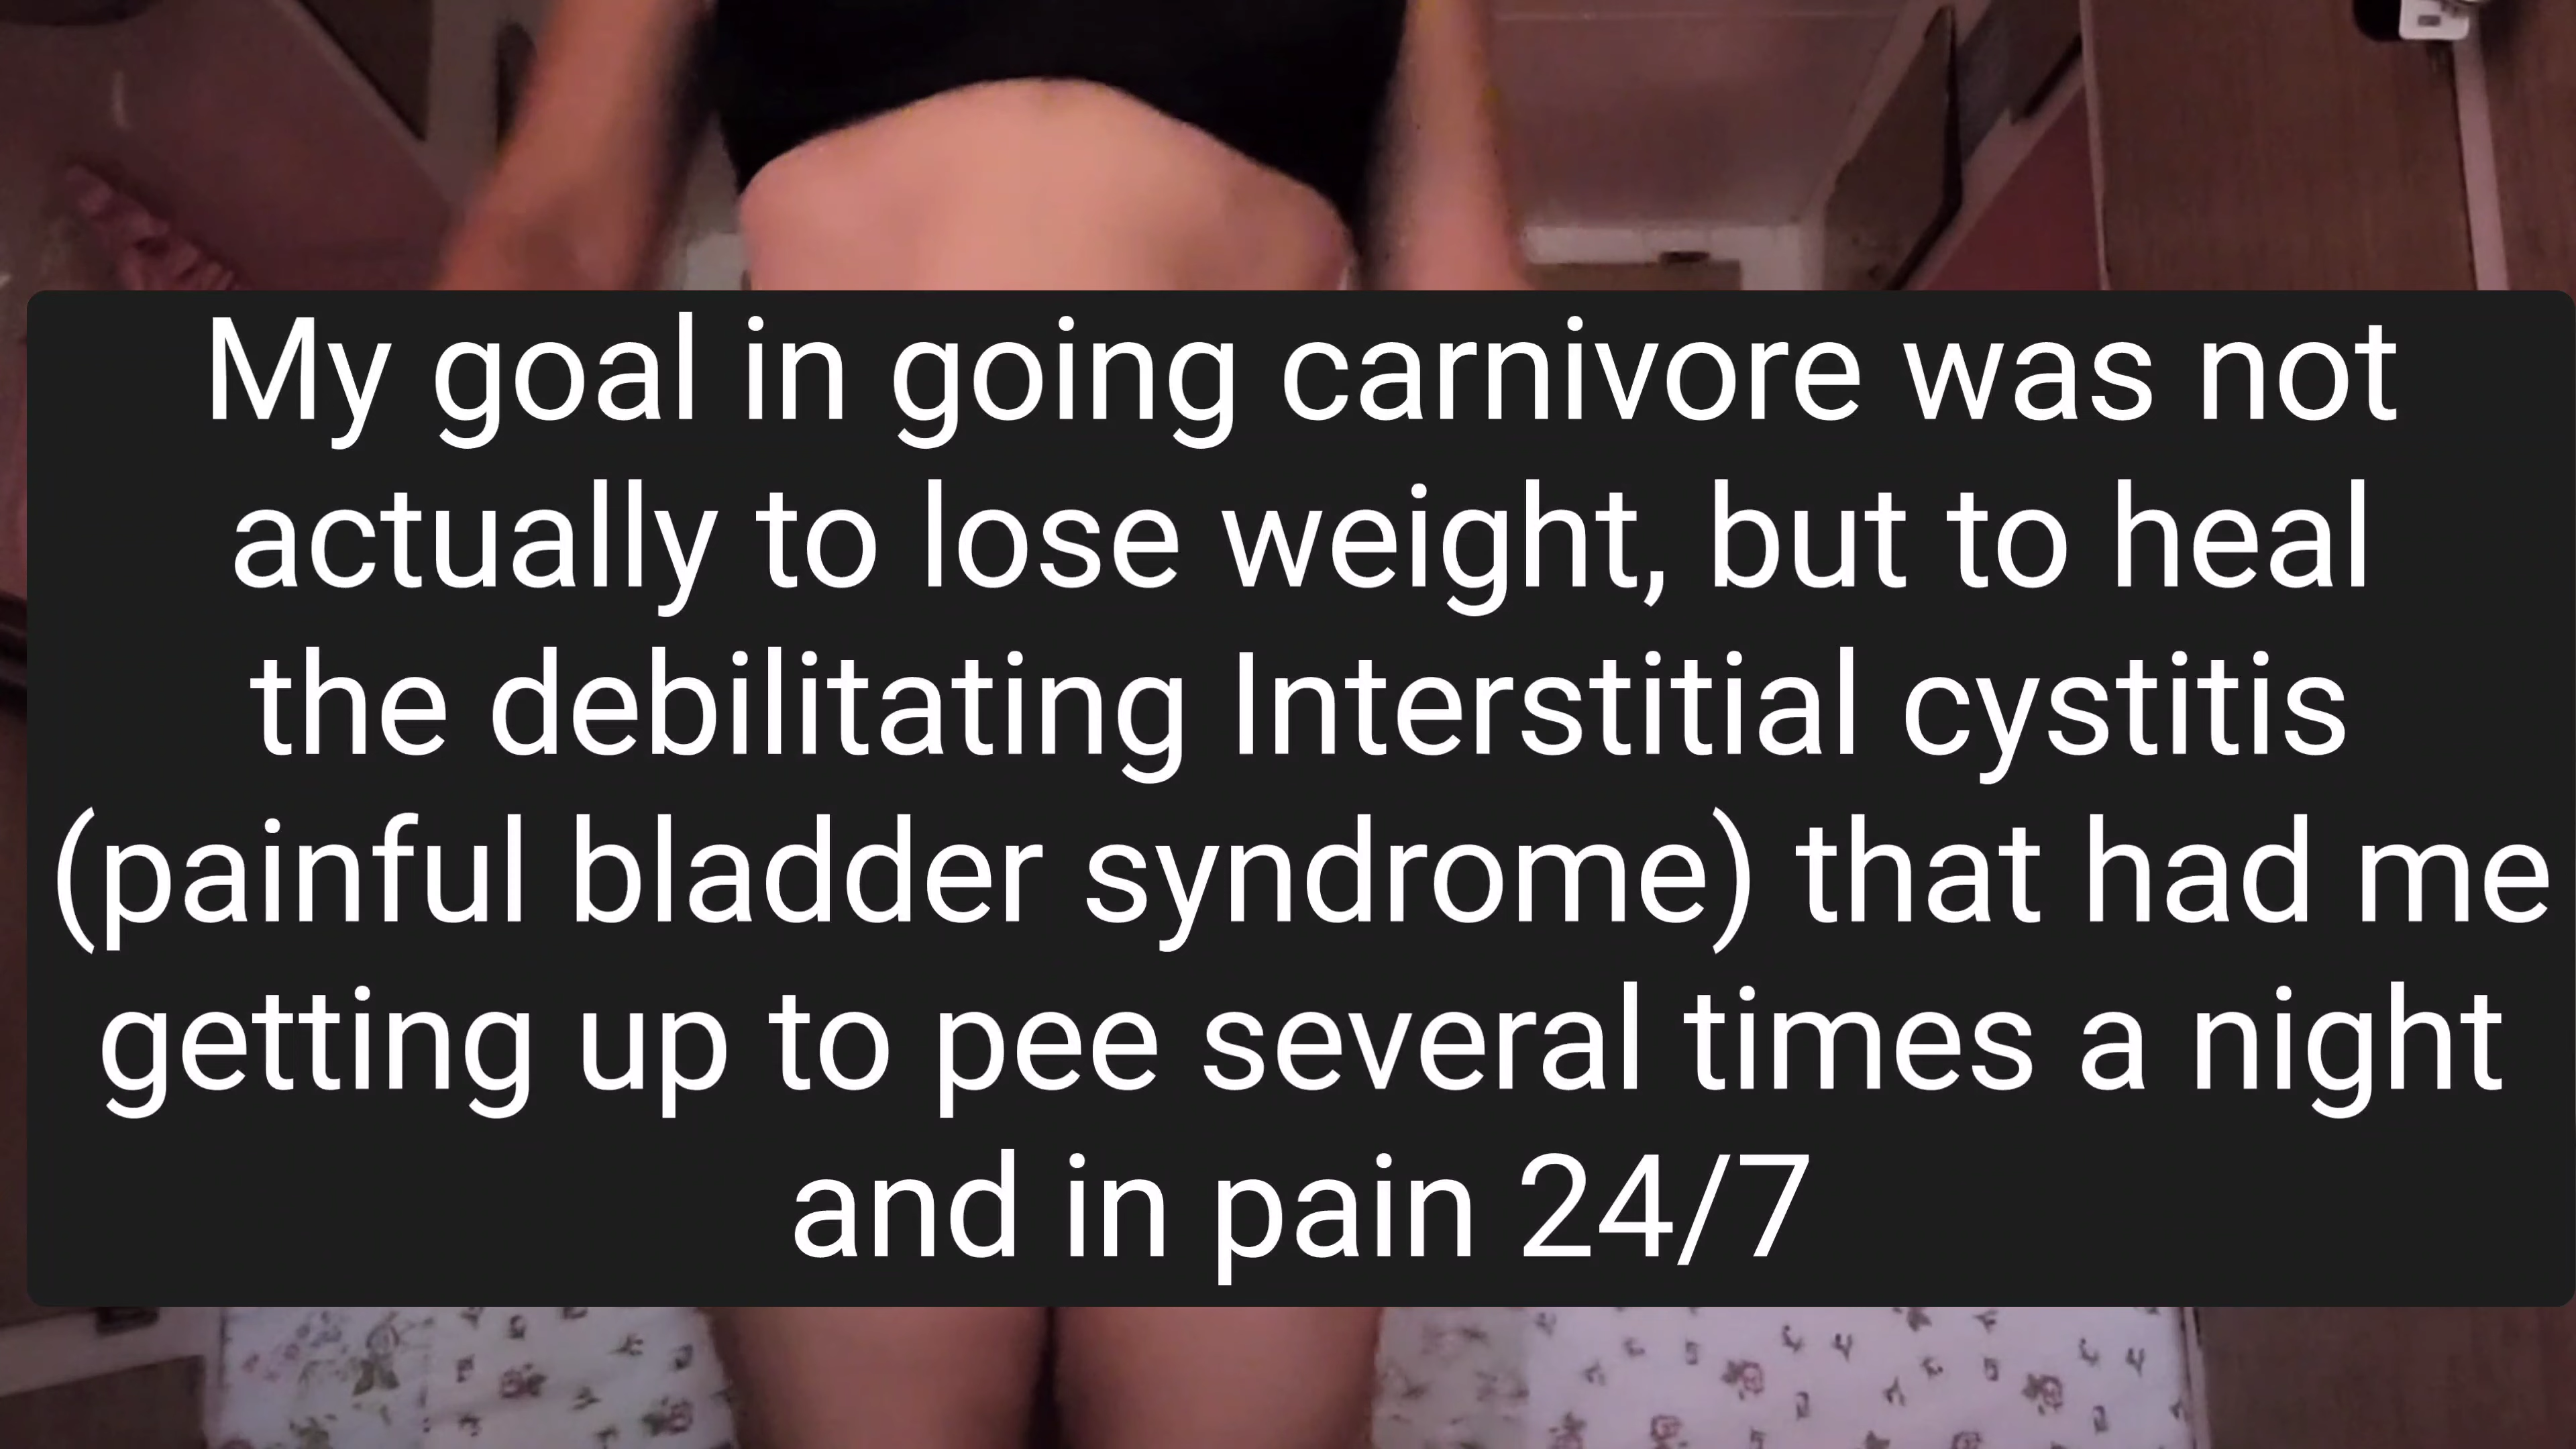 My goal in going carnivore was not
actually to lose weight, but to heal
the debilitating Interstitial cystitis
(painful bladder syndrome) that had me
getting up to pee several times a night
and in pain 24/7